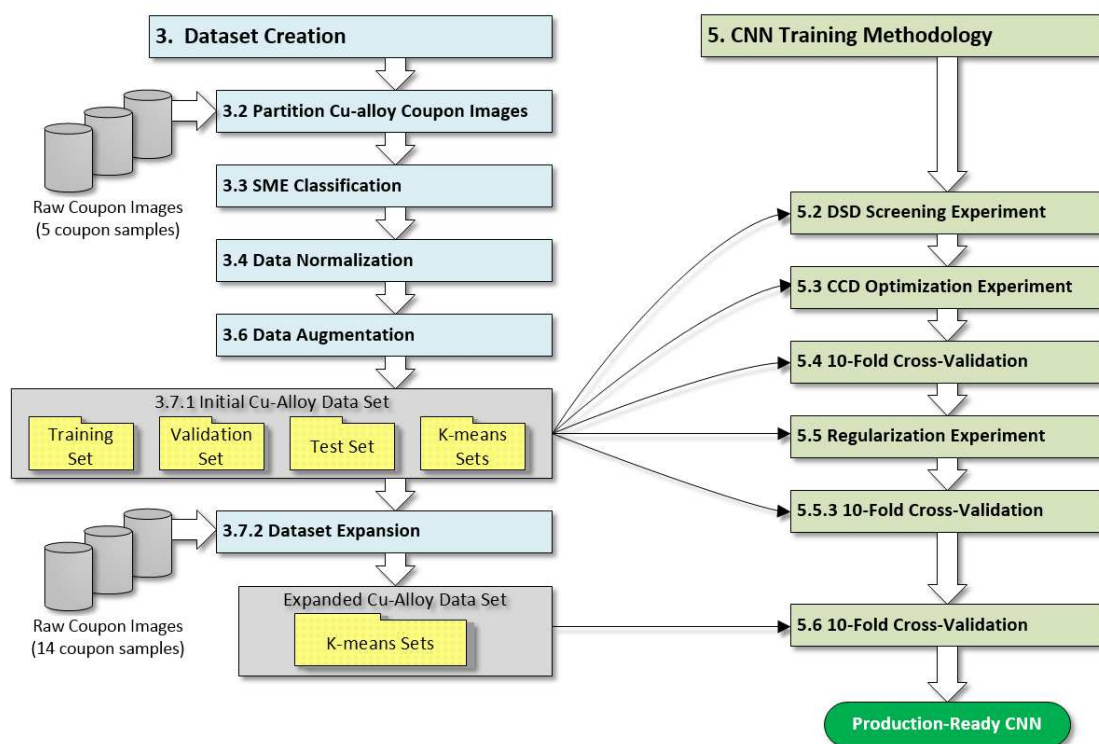 3. Dataset Creation
3.2 Partition Cu-alloy Coupon Images
Raw Coupon Images
(5 coupon samples)
3.3 SME Classification
3.4 Data Normalization
3.6 Data Augmentation
3.7.1 Initial Cu-Alloy Data Set
Training
Set
Validation
Set
Test Set
K-means
Sets
3.7.2 Dataset Expansion
Raw Coupon Images
(14 coupon samples)
Expanded Cu-Alloy Data Set
K-means Sets
5. CNN Training Methodology
5.2 DSD Screening Experiment
5.3 CCD Optimization Experiment
5.4 10-Fold Cross-Validation
5.5 Regularization Experiment
5.5.3 10-Fold Cross-Validation
5.6 10-Fold Cross-Validation
Production-Ready CNN